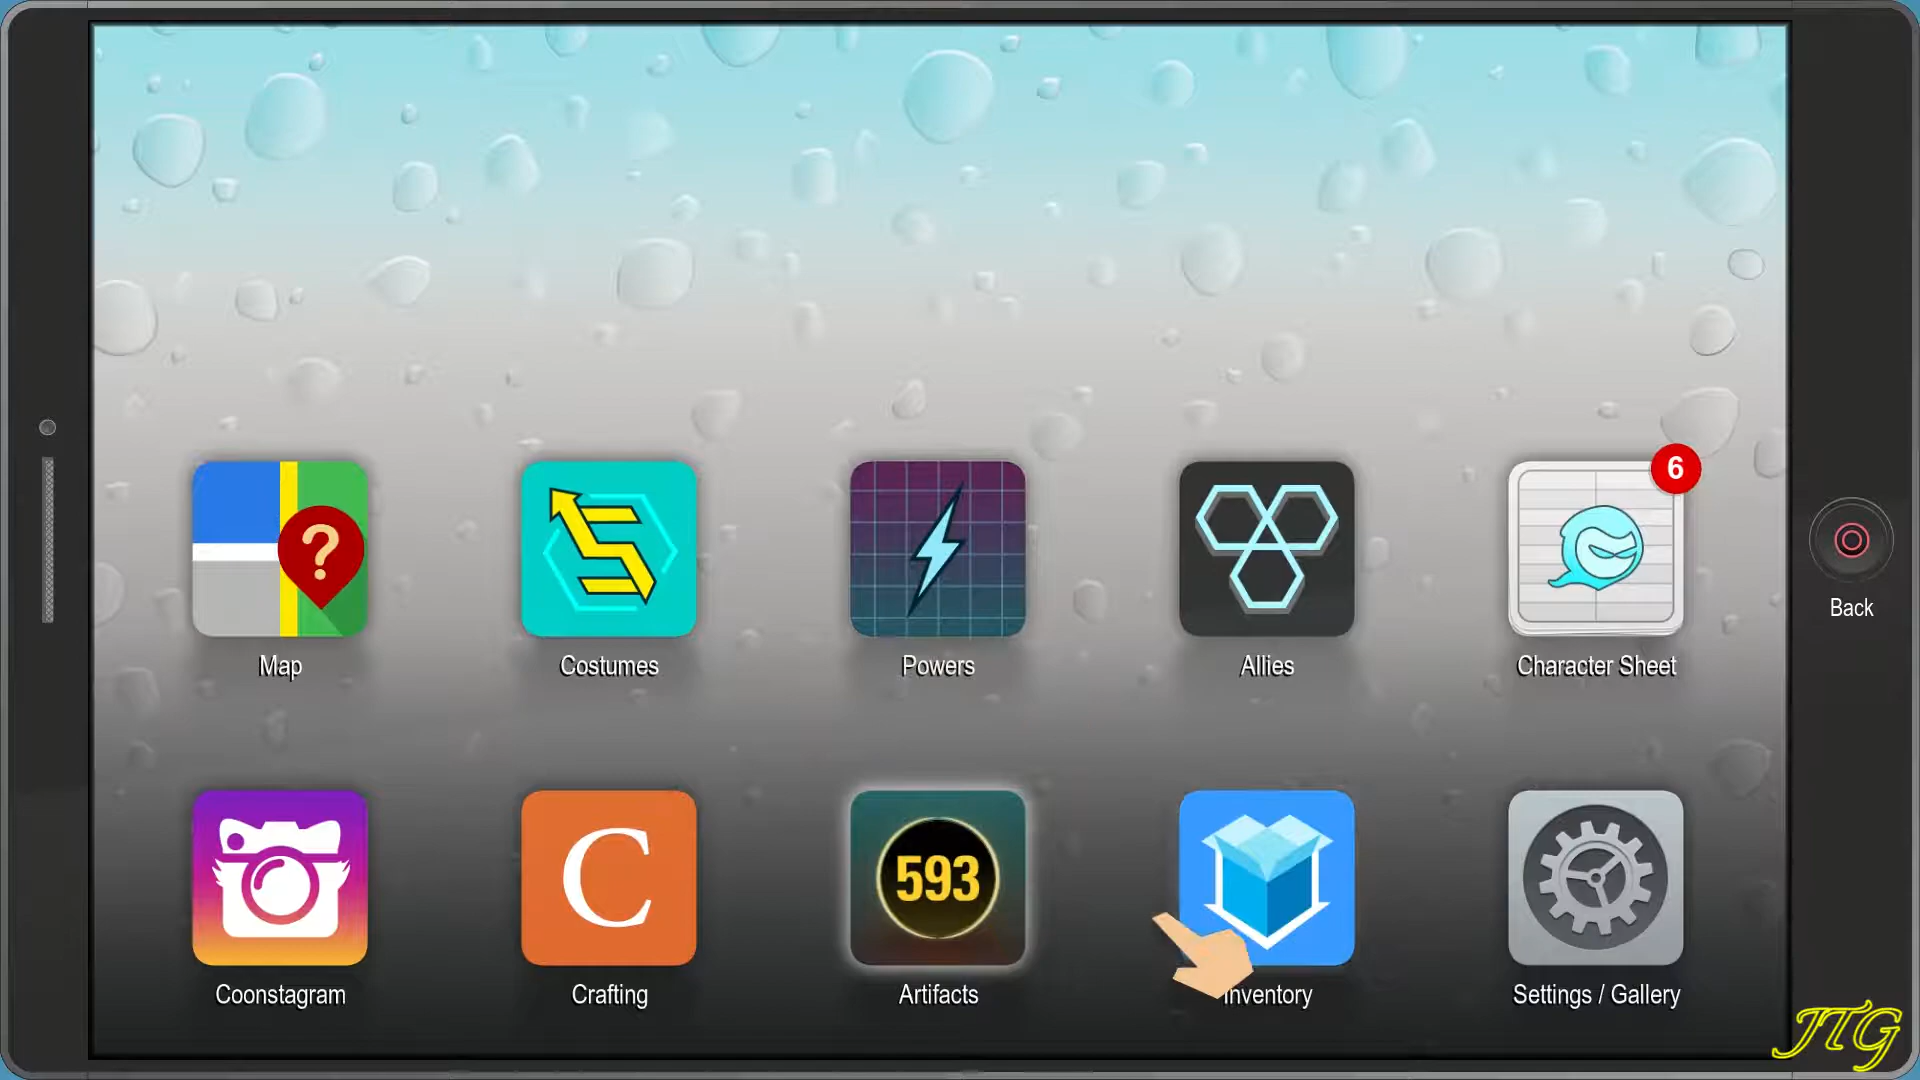 ?
6
Map
Costumes
Powers
Allies
Character Sheet
Back
C
593
Coonstagram
Crafting
Artifacts
Inventory
Settings / Gallery
JTG